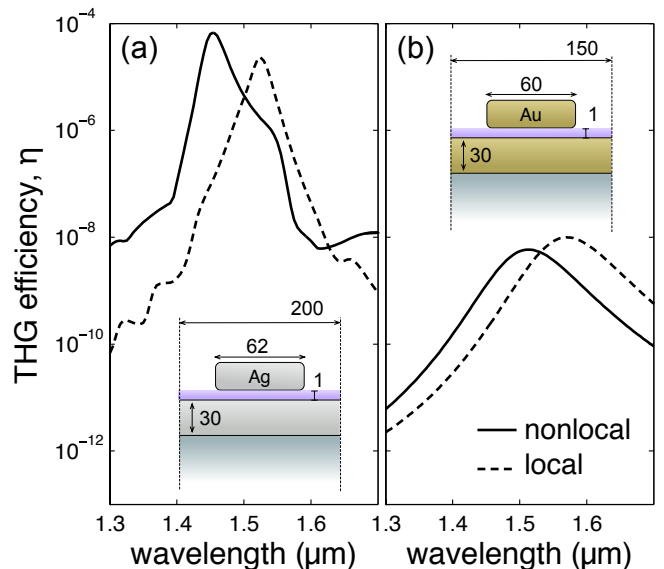 THG efficiency, η
10⁻⁴
10⁻⁶
10⁻⁸
10⁻¹⁰
10⁻¹²
(a)
200
62
Ag
1
30
1.3
1.4
1.5
1.6
wavelength (μm)
(b)
150
60
Au
1
30
nonlocal
local
1.3
1.4
1.5
1.6
wavelength (μm)